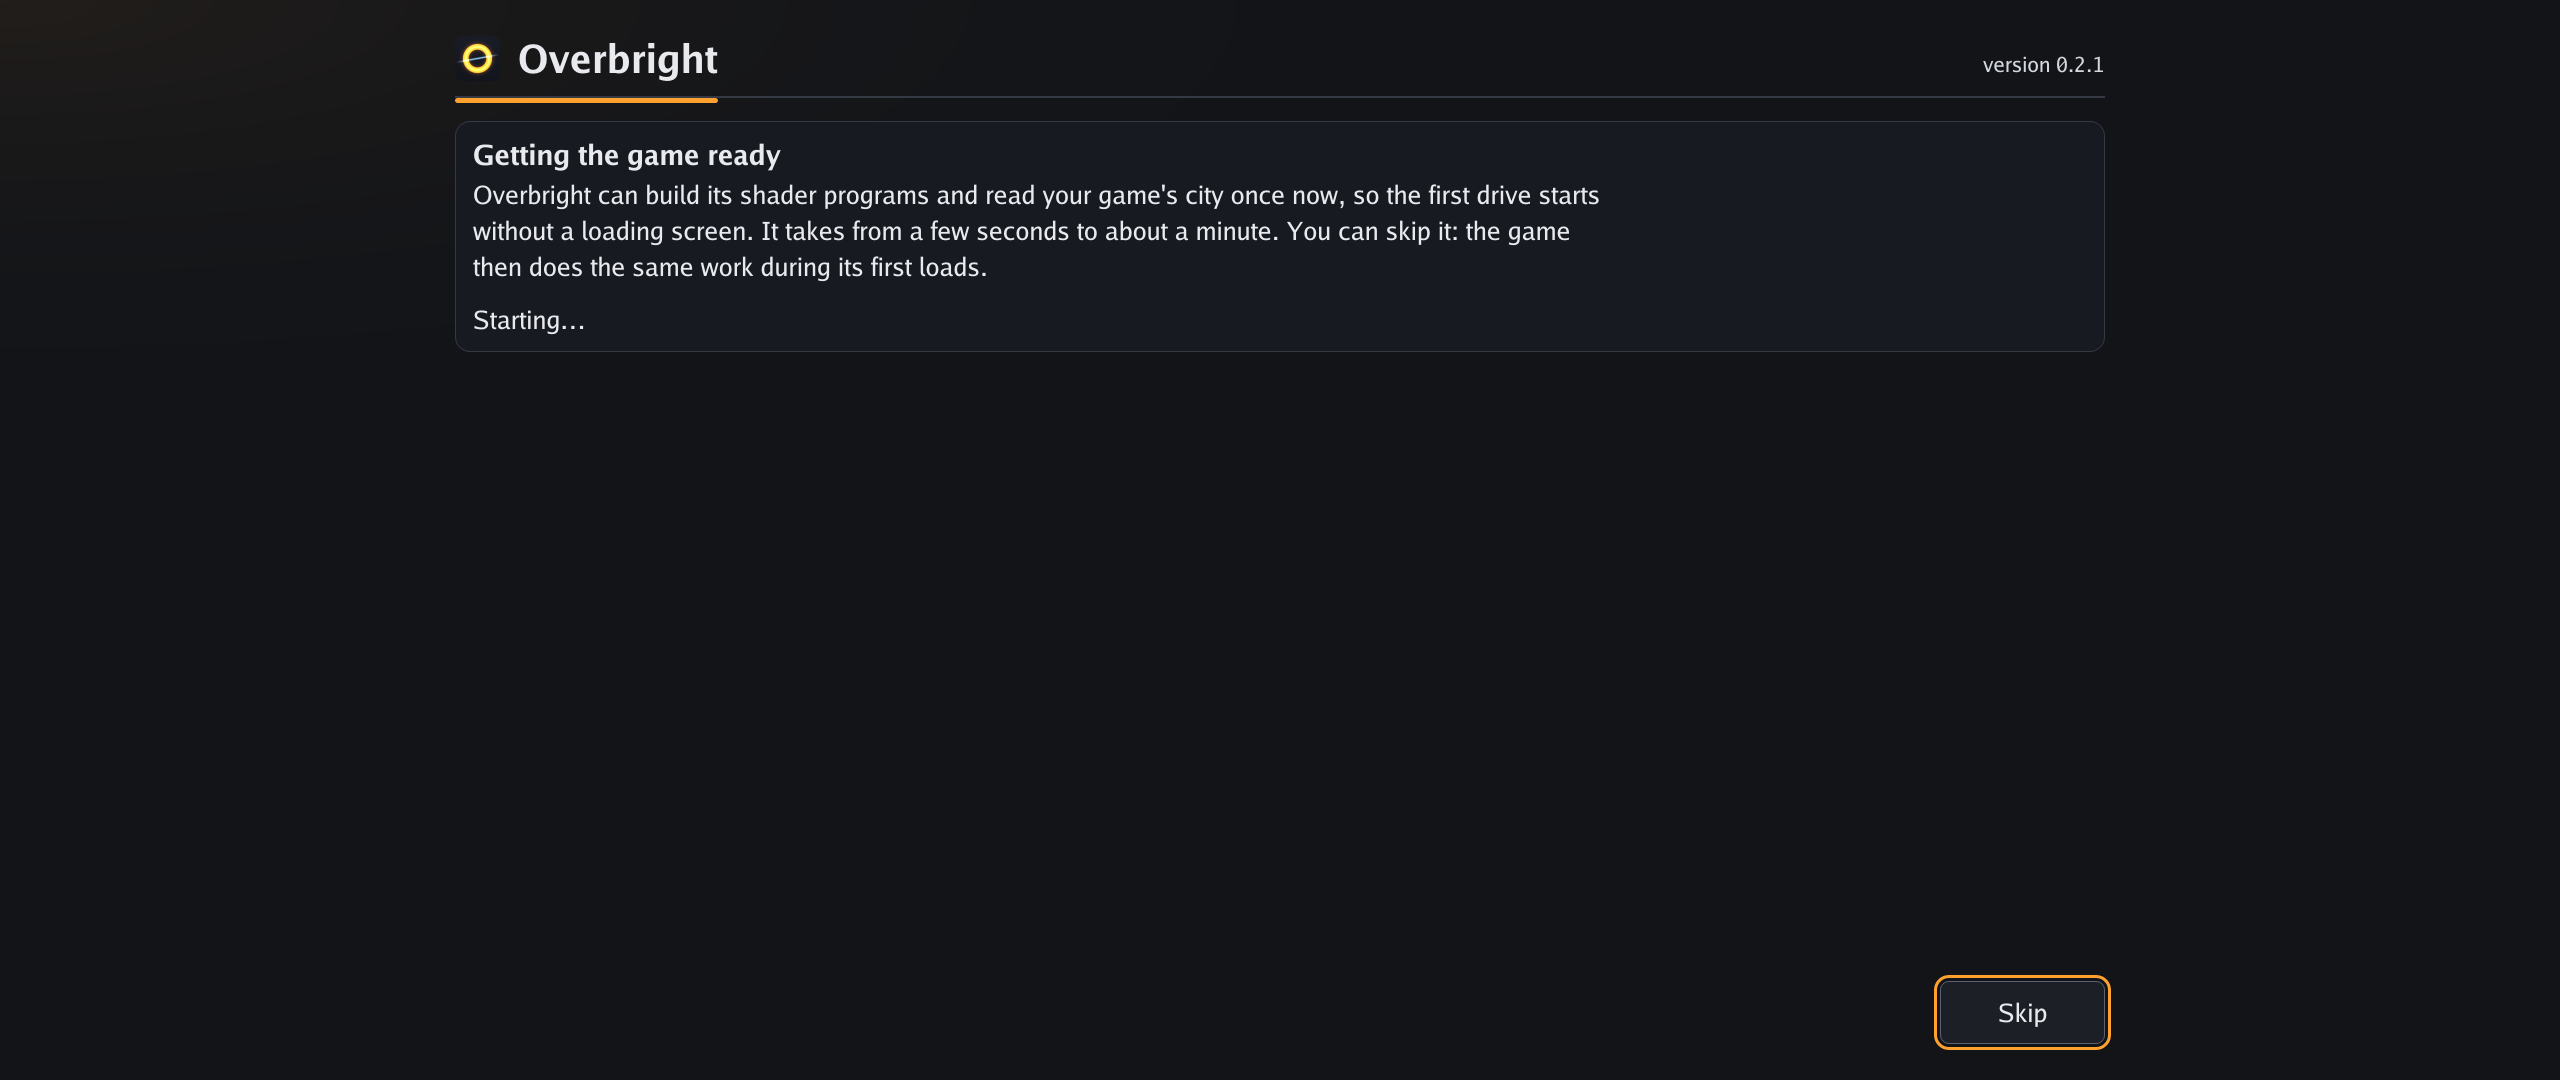 Overbright
version 0.2.1
Getting the game ready
Overbright can build its shader programs and read your game's city once now, so the first drive starts
without a loading screen. It takes from a few seconds to about a minute. You can skip it: the game
then does the same work during its first loads.
Starting...
Skip